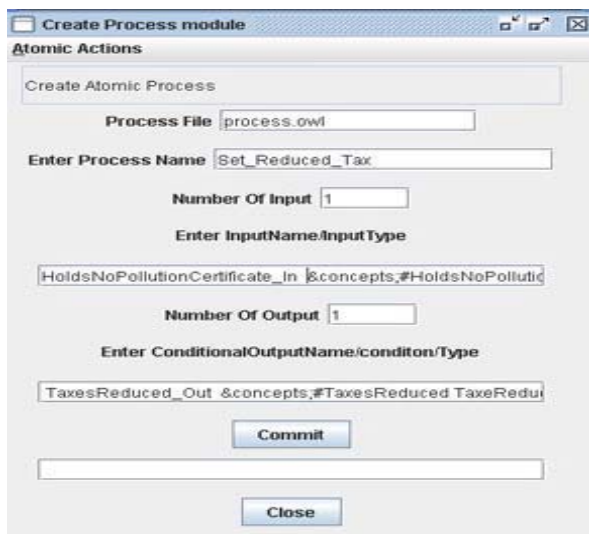 Create Process module
Atomic Actions
Create Atomic Process
Process File process.owl
Enter Process Name Set_Reduced_Tax
Number Of Input 1
Enter InputName/InputType
HoldsNoPollutionCertificate_In &concepts;#HoldsNoPollutic
Number Of Output 1
Enter ConditionalOutputName/conditon/Type
TaxesReduced_Out &concepts;#TaxesReduced TaxeRedu
Commit
Close